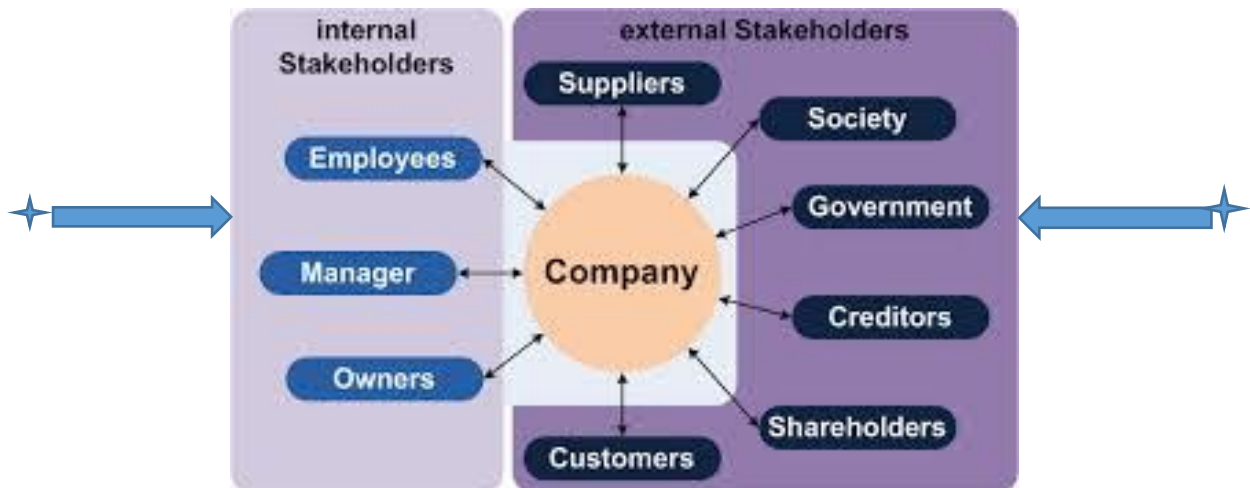 internal
Stakeholders
Employees
Manager
Owners
external Stakeholders
Suppliers
Society
Government
Company
Creditors
Shareholders
Customers